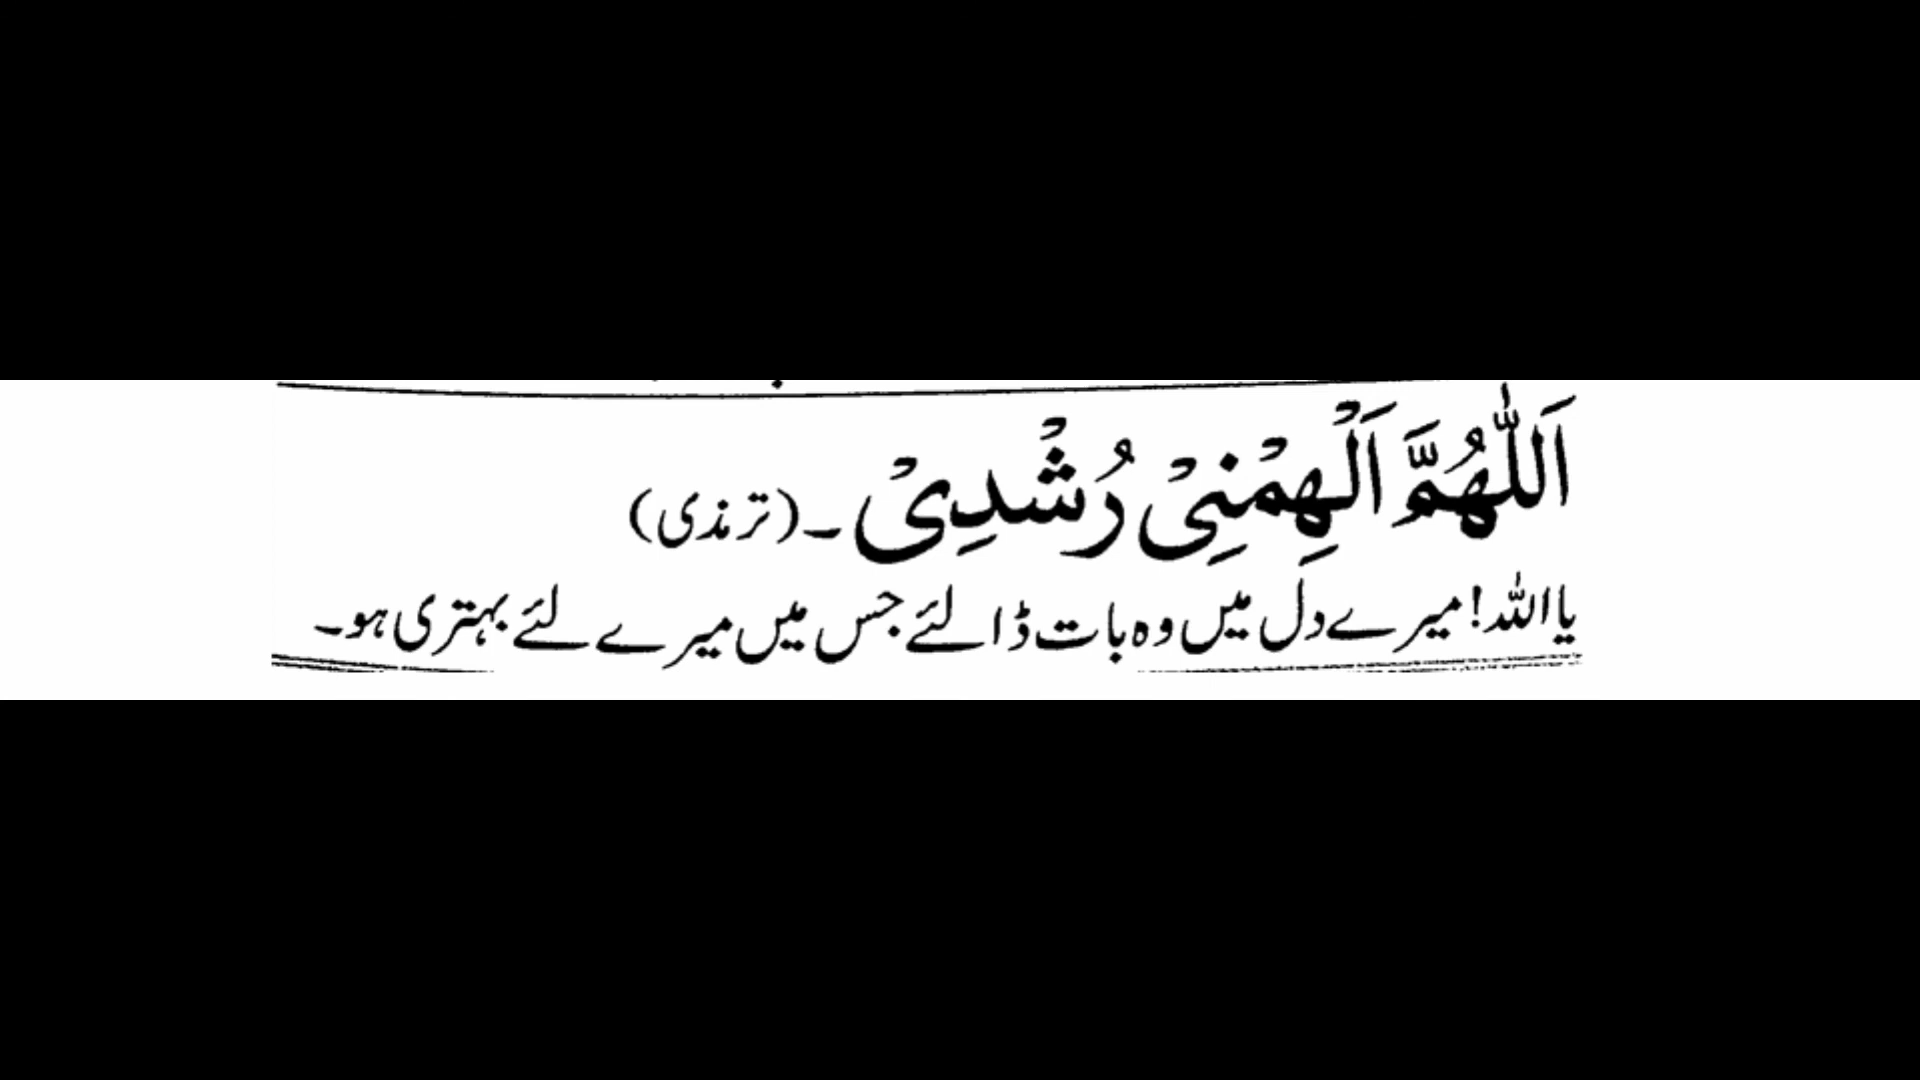 اَللّٰهُمَّ اَلْهِمْنِیْ رُشْدِیْ ۔ (ترمذی)
یا اللہ! میرے دل میں وہ بات ڈالئے جس میں میرے لئے بہتری ہو۔